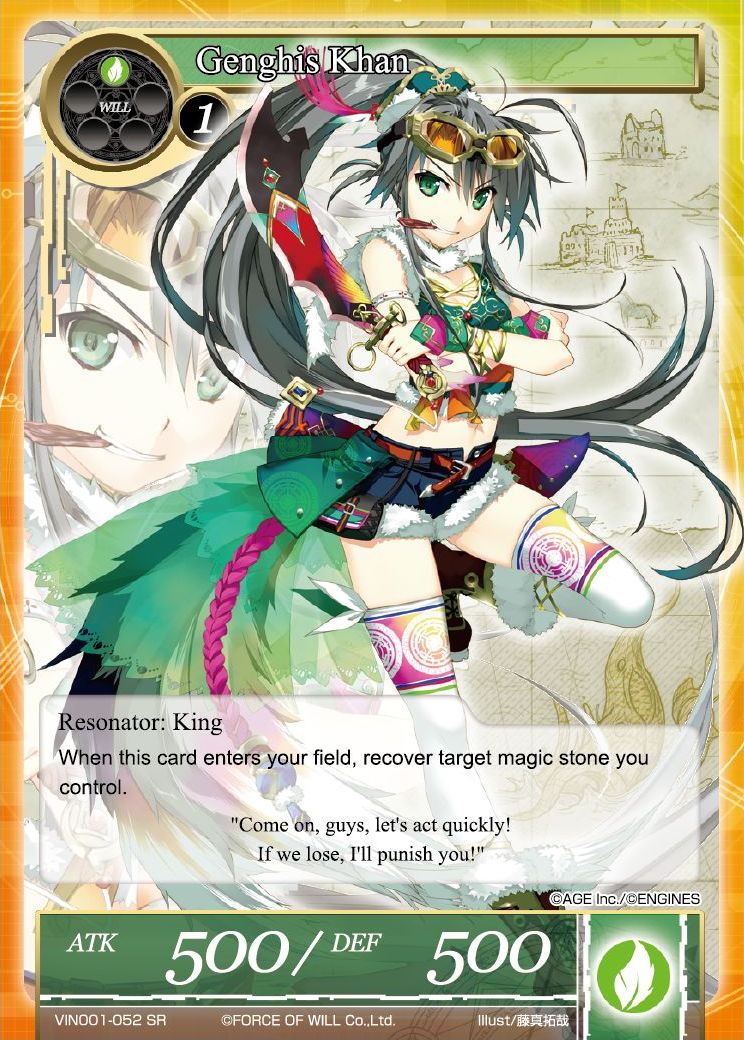 Genghis Khan
WILL
1
Resonator: King
When this card enters your field, recover target magic stone you
control.
"Come on, guys, let's act quickly!
If we lose, I'll punish you!"
©AGE Inc./©ENGINES
ATK 500/ DEF 500
VIN001-052 SR ©FORCE OF WILL Co.,Ltd. Illust/藤真拓哉